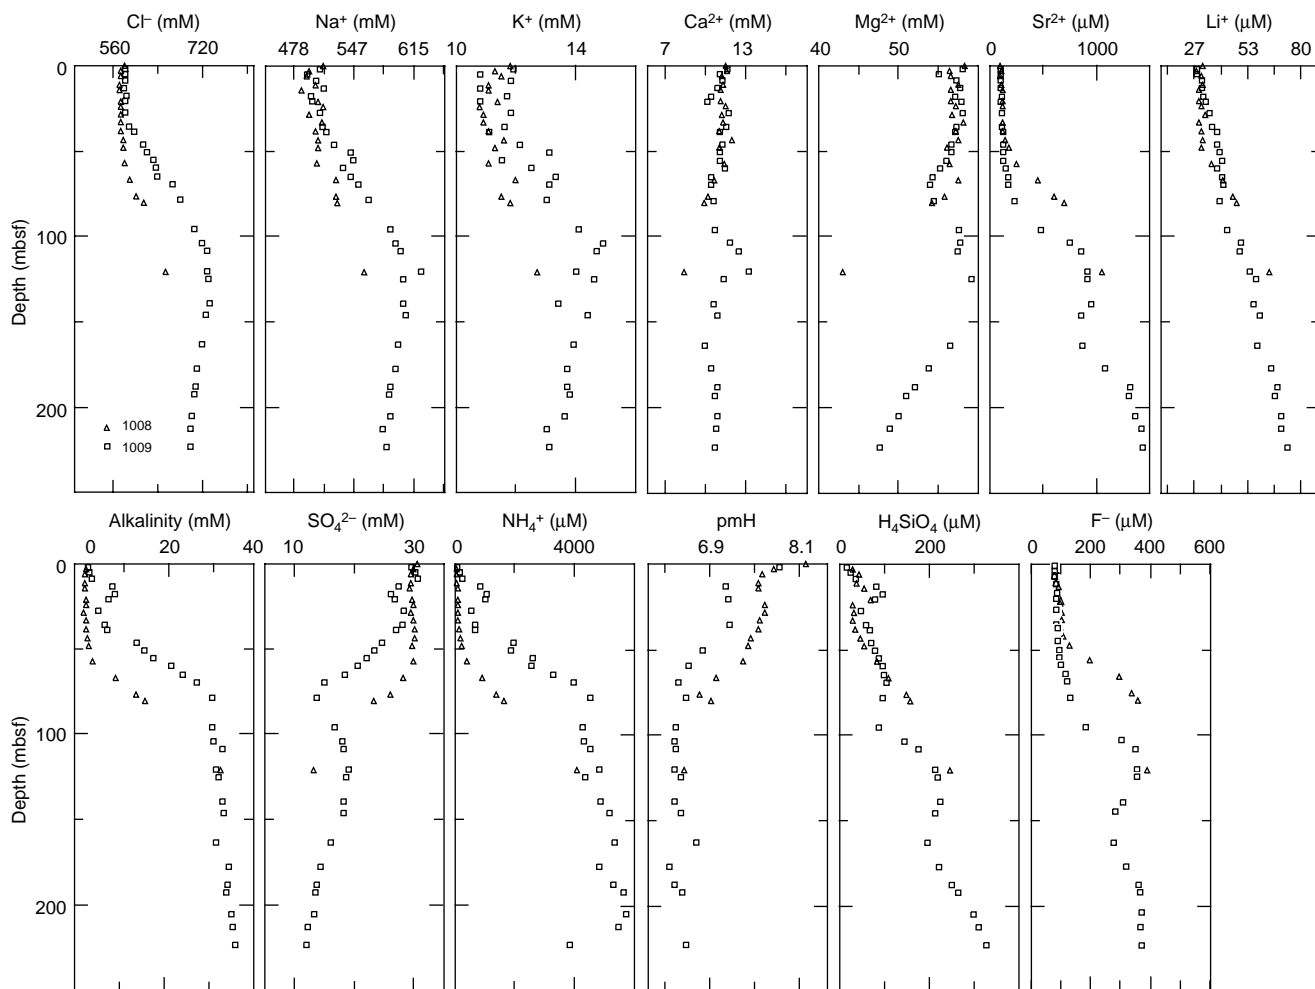 Cl⁻ (mM) Na⁺ (mM) K⁺ (mM) Ca²⁺ (mM) Mg²⁺ (mM) Sr²⁺ (µM) Li⁺ (µM)
560 720 478 547 615 10 14 7 13 40 50 0 1000 27 53 80
0
100
200
Depth (mbsf)
1008
1009
Alkalinity (mM) SO₄²⁻ (mM) NH₄⁺ (µM) pmH H₄SiO₄ (µM) F⁻ (µM)
0 20 40 10 30 0 4000 6.9 8.1 0 200 0 200 400 600
0
100
200
Depth (mbsf)